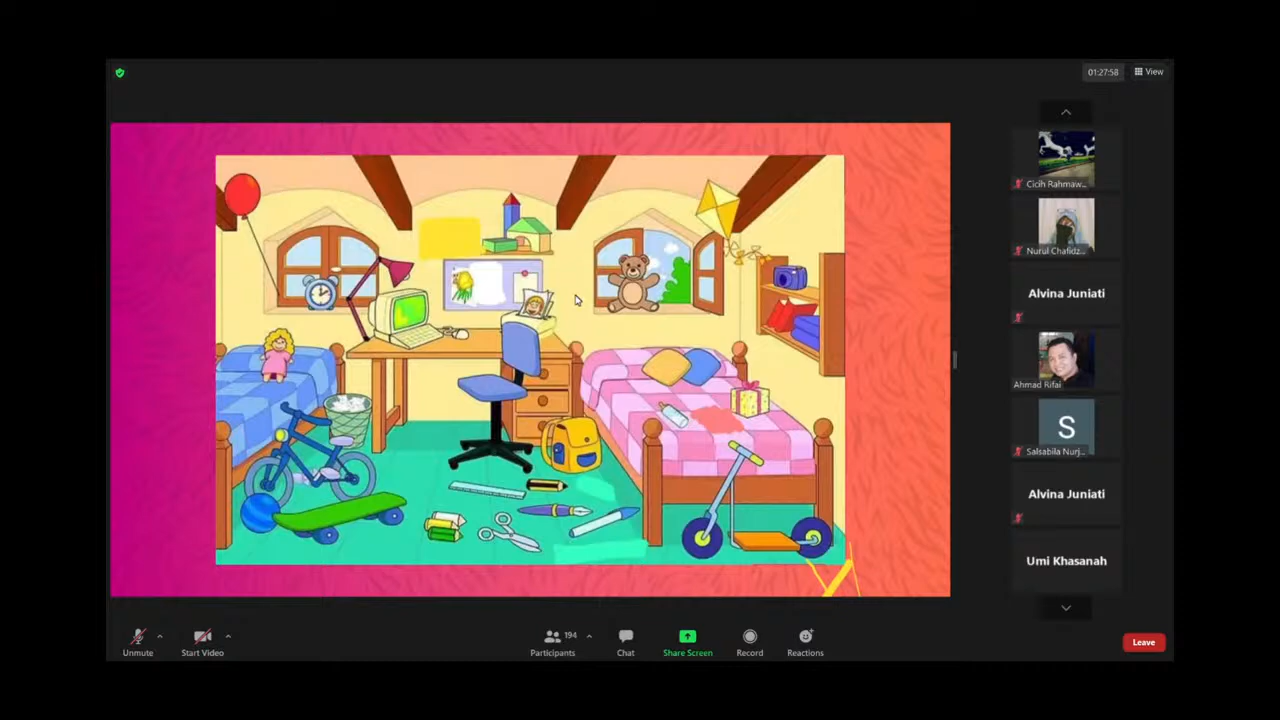 01:27:58
View
Cicih Rahmaw...
Nurul Chafidz...
Alvina Juniati
Ahmad Rifai
S
Salsabila Nurj...
Alvina Juniati
Umi Khasanah
Unmute
Start Video
194
Participants
Chat
Share Screen
Record
Reactions
Leave